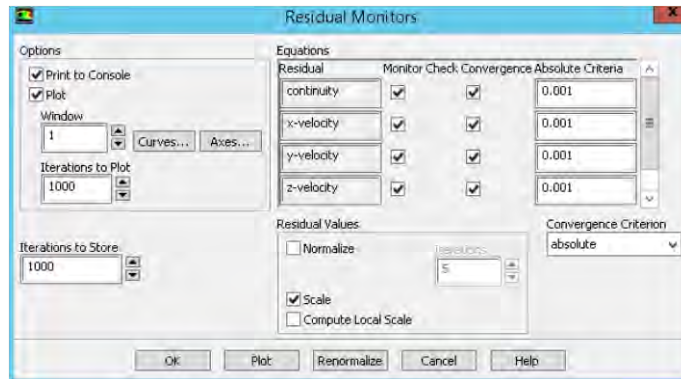 Residual Monitors
X
Options
Print to Console
Plot
Window
1
Curves... Axes...
Iterations to Plot
1000
Iterations to Store
1000
Equations
Residual Monitor Check Convergence Absolute Criteria
continuity 0.001
x-velocity 0.001
y-velocity 0.001
z-velocity 0.001
Residual Values
Normalize
Iterations
5
Scale
Compute Local Scale
Convergence Criterion
absolute
OK Plot Renormalize Cancel Help